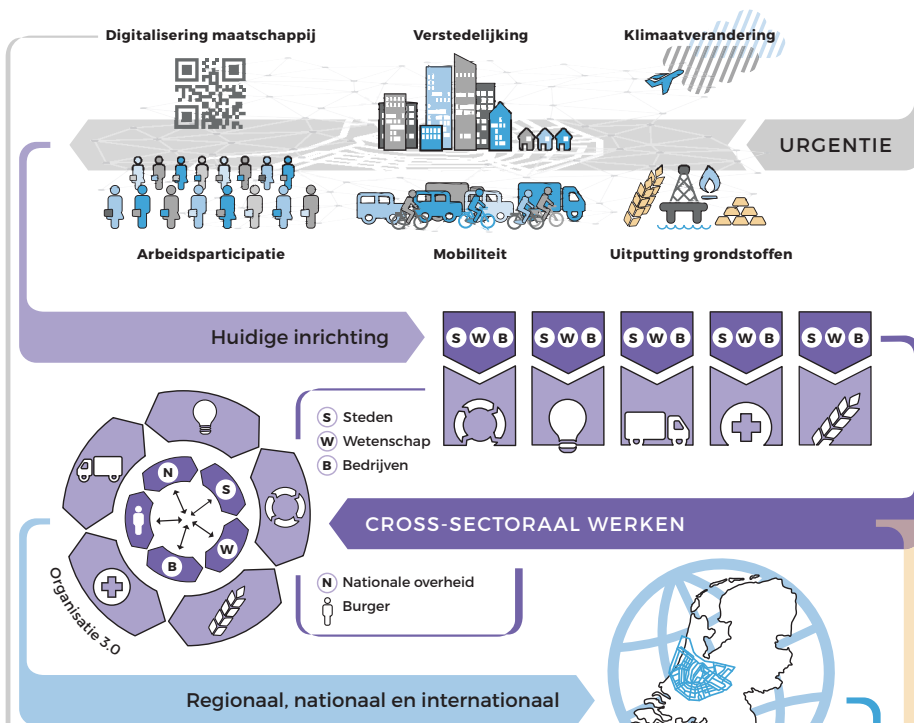 Digitalisering maatschappij
Verstedelijking
Klimaatverandering
URGENTIE
Arbeidsparticipatie
Mobiliteit
Uitputting grondstoffen
Huidige inrichting
S W B
S W B
S W B
S W B
S W B
S Steden
W Wetenschap
B Bedrijven
N
S
W
B
CROSS-SECTORAAL WERKEN
N Nationale overheid
Burger
Organisatie 3.0
Regionaal, nationaal en internationaal